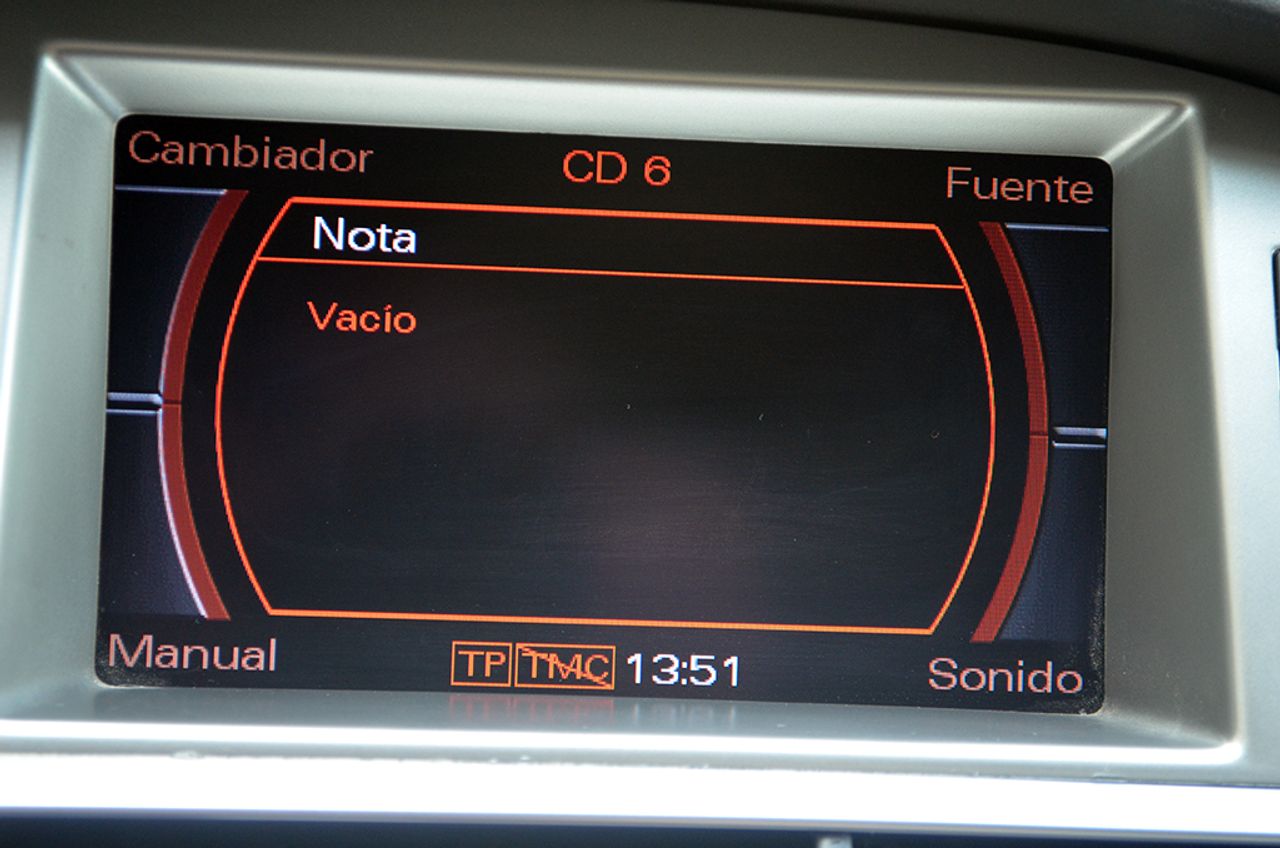 Cambiador
CD 6
Fuente
Nota
Vacío
Manual
TP TMC 13:51
Sonido